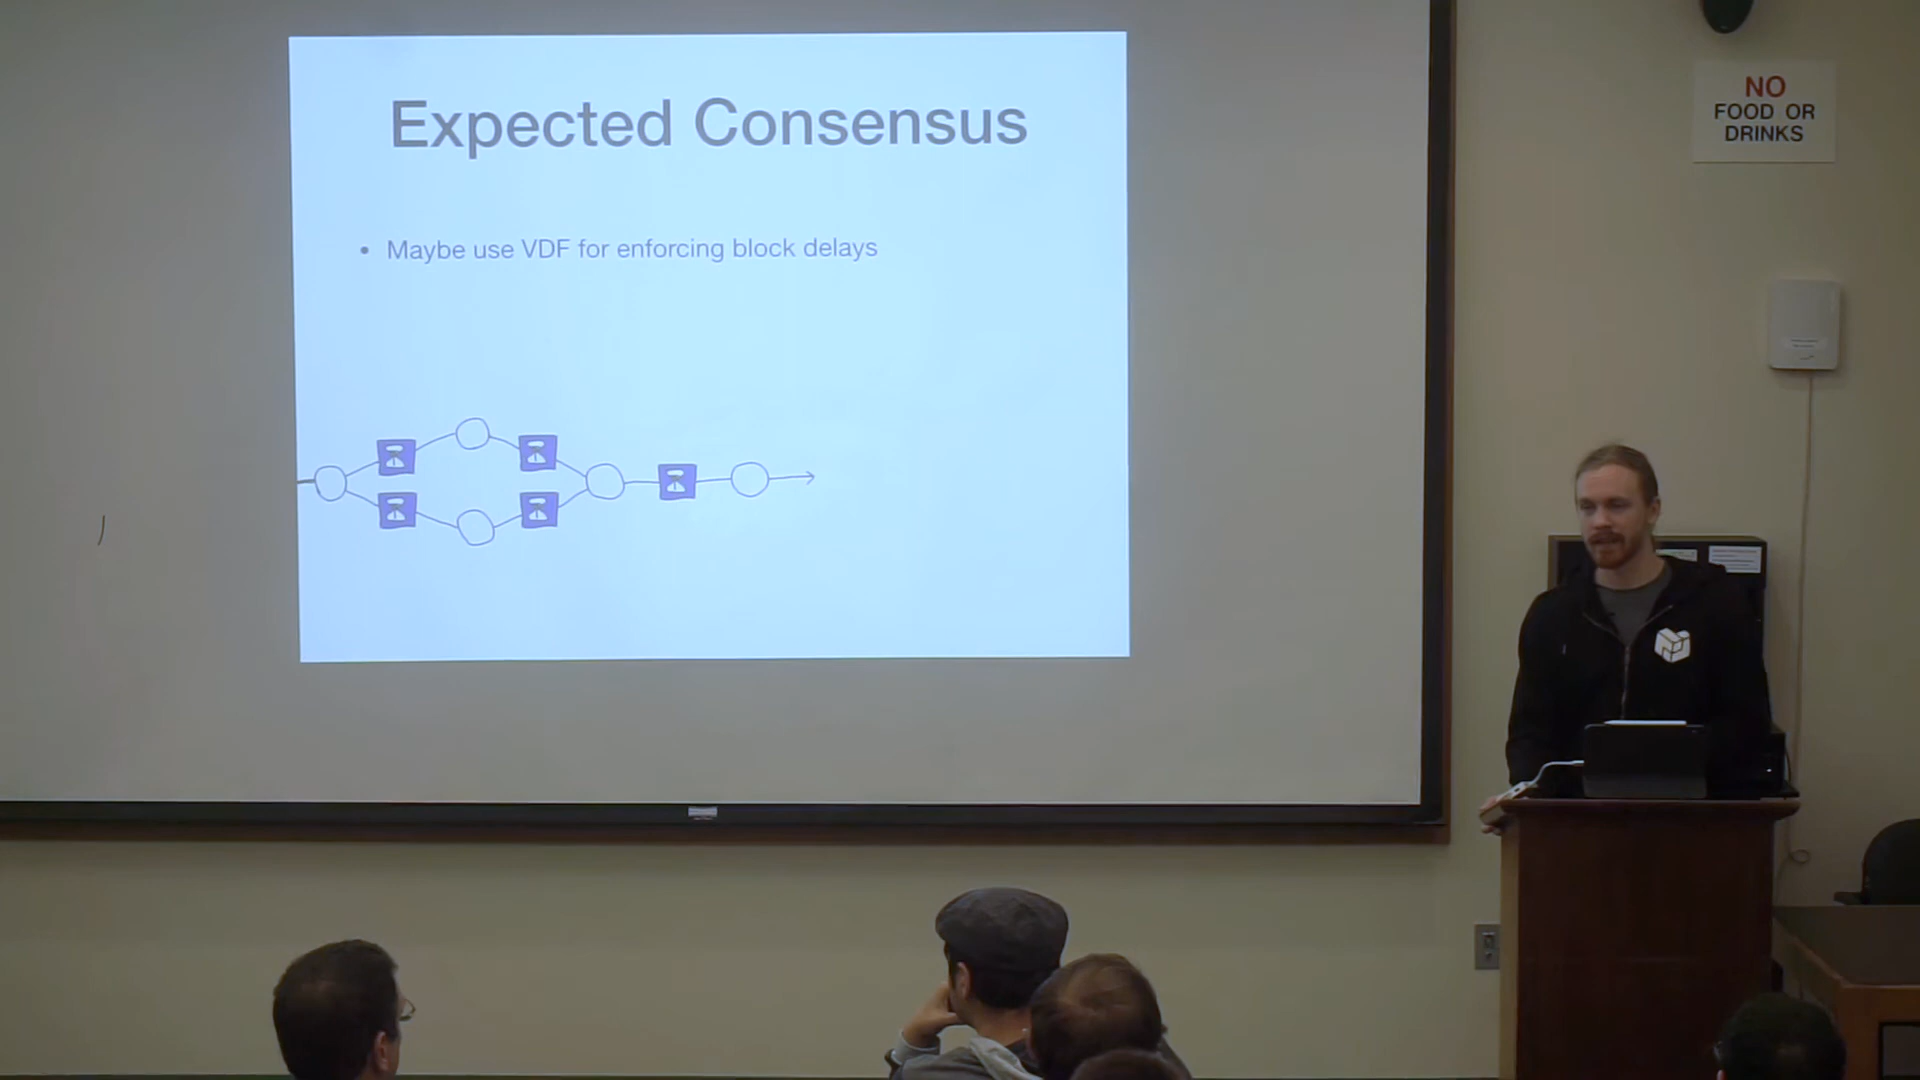 Expected Consensus
• Maybe use VDF for enforcing block delays
NO
FOOD OR
DRINKS